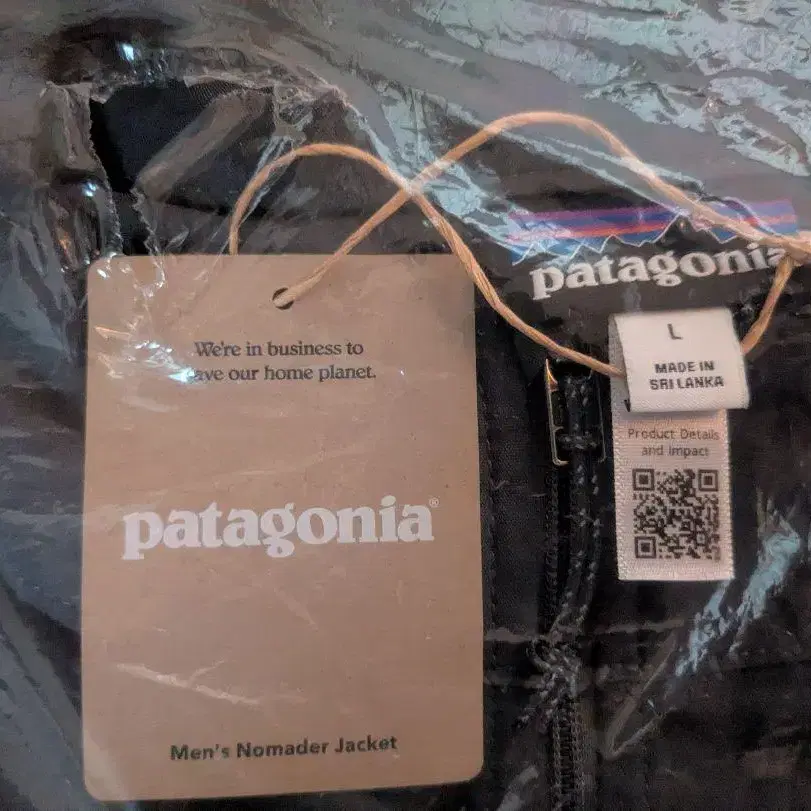 We're in business to
save our home planet.
patagonia®
Men's Nomader Jacket
patagonia
L
MADE IN
SRI LANKA
Product Details
and Impact